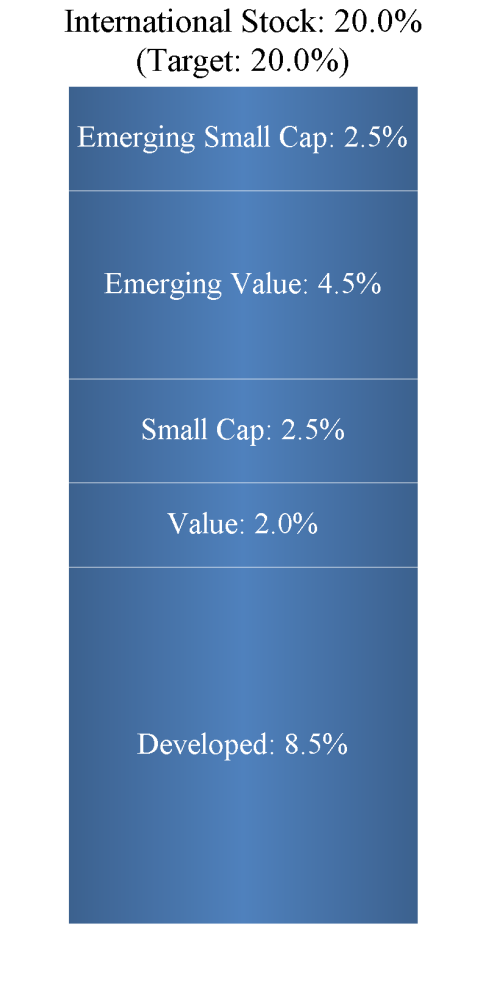 International Stock: 20.0%
(Target: 20.0%)
Emerging Small Cap: 2.5%
Emerging Value: 4.5%
Small Cap: 2.5%
Value: 2.0%
Developed: 8.5%